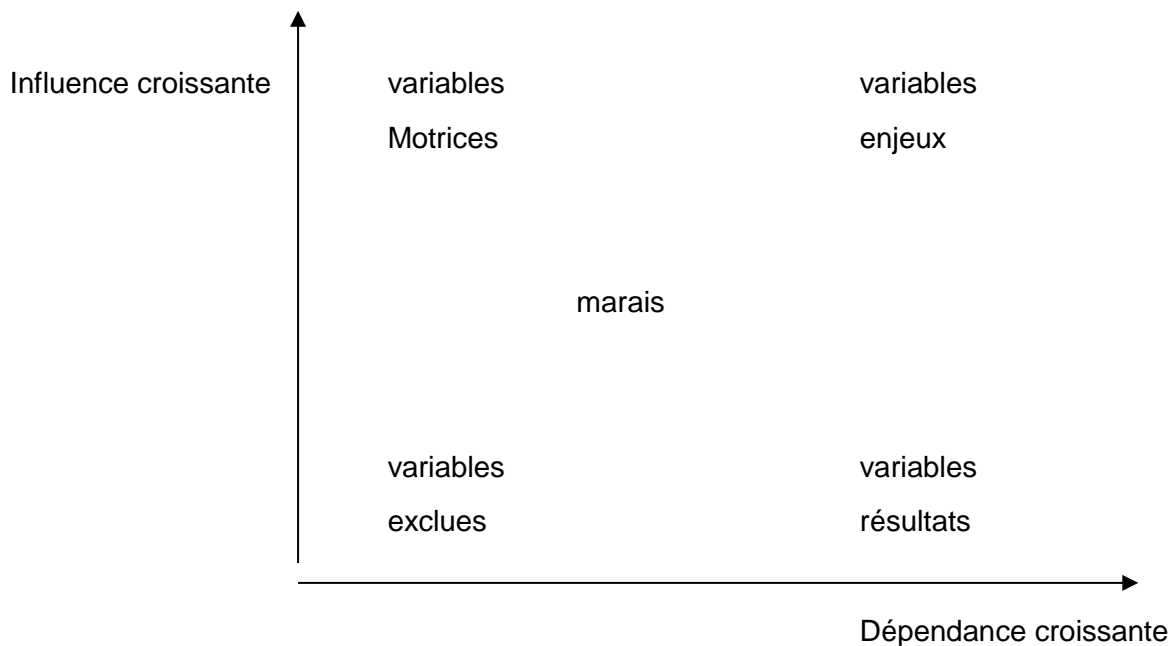 Influence croissante
variables
Motrices
variables
enjeux
marais
variables
exclues
variables
résultats
Dépendance croissante